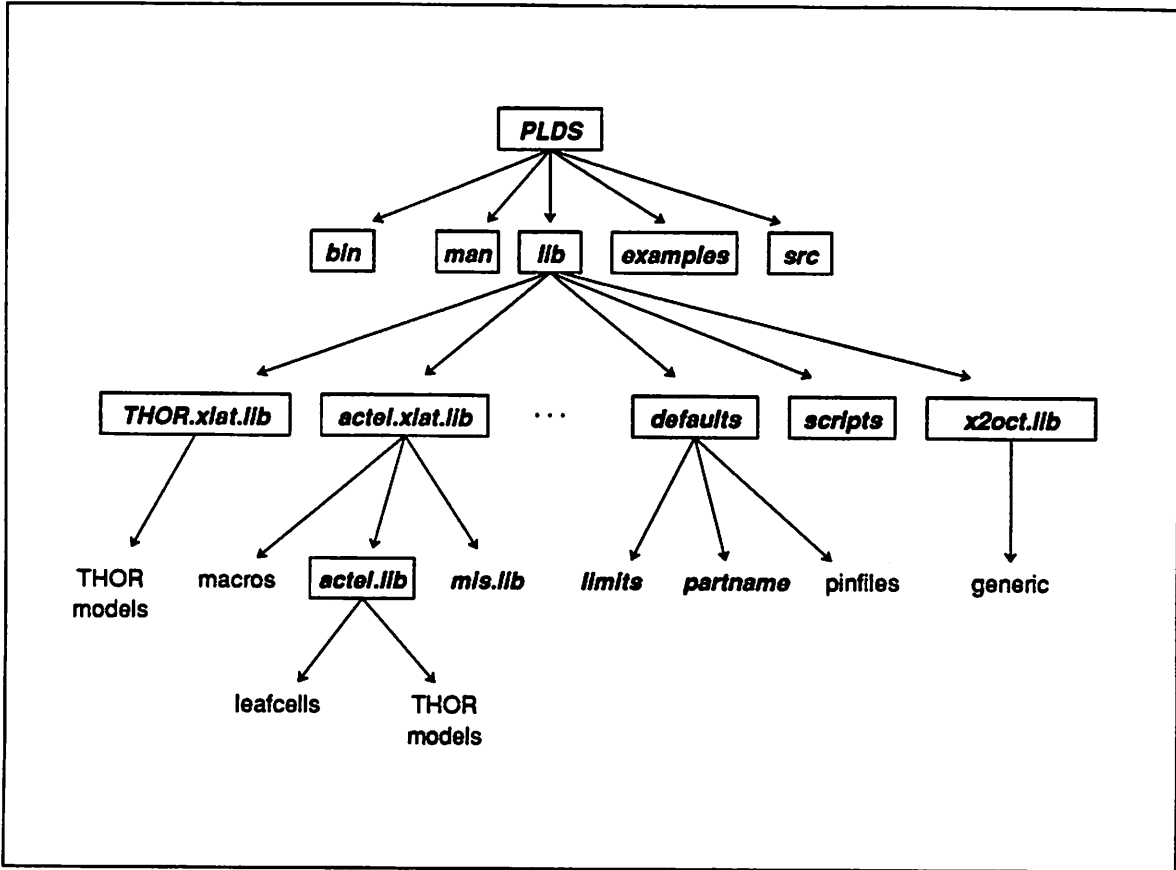 PLDS
bin
man
lib
examples
src
THOR.xlat.lib
actel.xlat.lib
...
defaults
scripts
x2oct.lib
THOR
models
macros
actel.lib
mis.lib
limits
partname
pinfiles
generic
leafcells
THOR
models